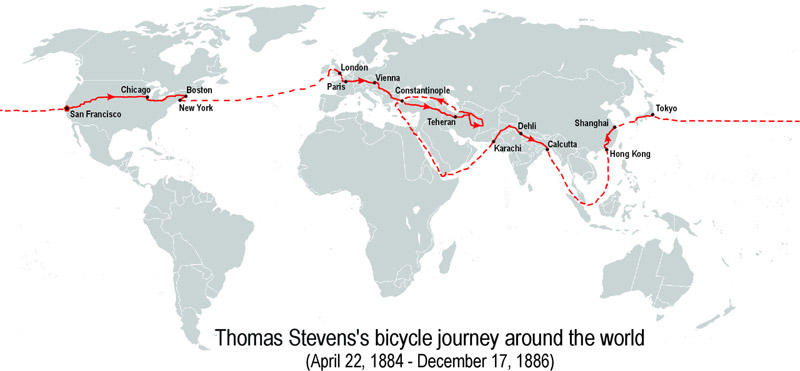 London
Chicago
Boston
Vienna
Paris
Constantinople
New York
Tokyo
San Francisco
Teheran
Shanghai
Dehli
Karachi
Calcutta
Hong Kong
Thomas Stevens's bicycle journey around the world
(April 22, 1884 - December 17, 1886)